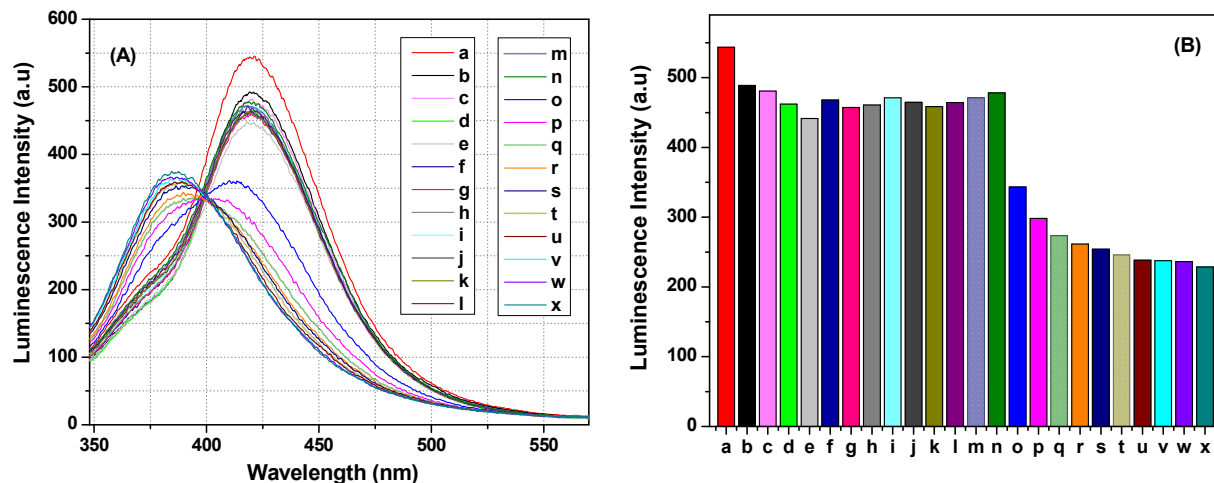 (A)
Luminescence Intensity (a.u)
600
500
400
300
200
100
0
350
400
450
500
550
Wavelength (nm)
a
b
c
d
e
f
g
h
i
j
k
l
m
n
o
p
q
r
s
t
u
v
w
x
(B)
Luminescence Intensity (a.u)
500
400
300
200
100
0
a b c d e f g h i j k l m n o p q r s t u v w x